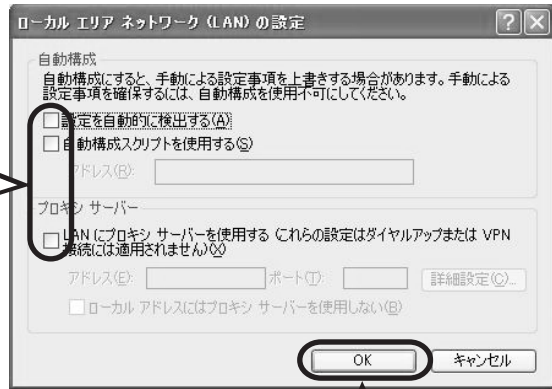 ローカル エリア ネットワーク (LAN) の設定
自動構成
自動構成にすると、手動による設定事項を上書きする場合があります。手動による
設定事項を確保するには、自動構成を使用不可にしてください。
設定を自動的に検出する(A)
自動構成スクリプトを使用する(S)
アドレス(R):
プロキシ サーバー
LAN にプロキシ サーバーを使用する (これらの設定はダイヤルアップまたは VPN
接続には適用されません)(X)
アドレス(E): ポート(T): 詳細設定(C)...
ローカル アドレスにはプロキシ サーバーを使用しない(B)
OK キャンセル